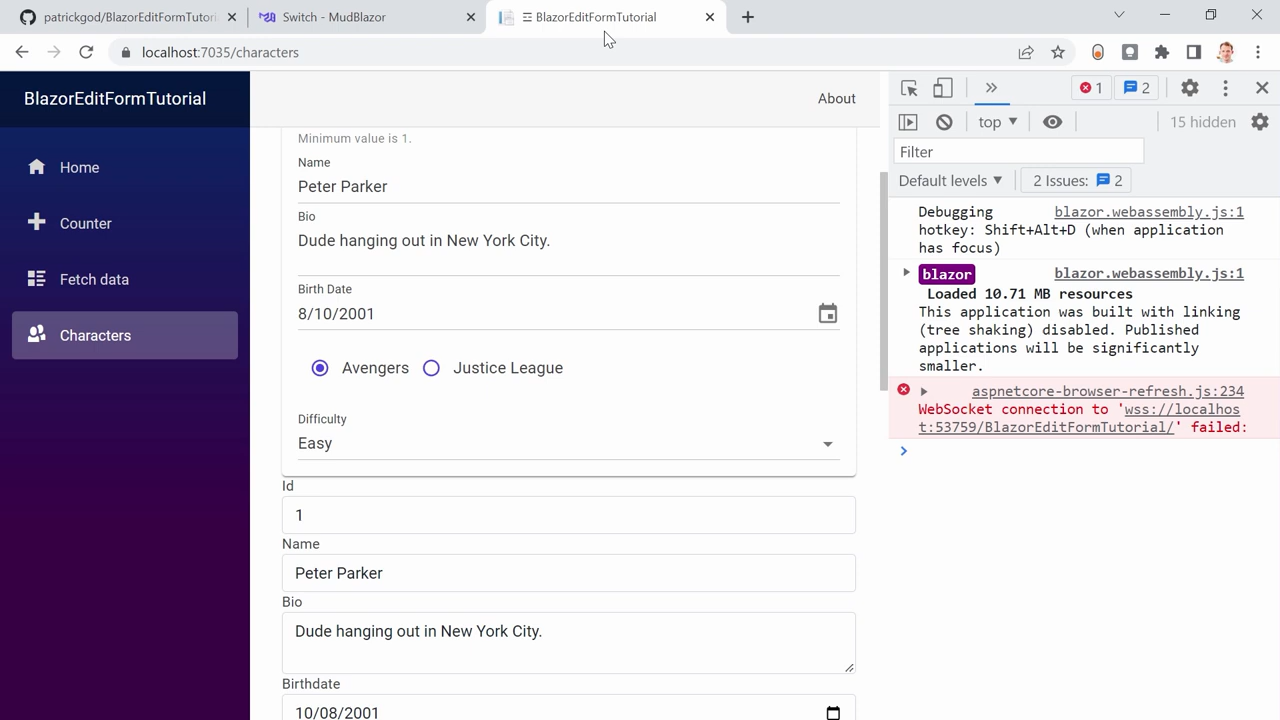 patrickgod/BlazorEditFormTutori
Switch - MudBlazor
BlazorEditFormTutorial
localhost:7035/characters
BlazorEditFormTutorial
About
Home
Counter
Fetch data
Characters
Minimum value is 1.
Name
Peter Parker
Bio
Dude hanging out in New York City.
Birth Date
8/10/2001
Avengers
Justice League
Difficulty
Easy
Id
1
Name
Peter Parker
Bio
Dude hanging out in New York City.
Birthdate
10/08/2001
1
2
top
15 hidden
Filter
Default levels
2 Issues: 2
Debugging blazor.webassembly.js:1
hotkey: Shift+Alt+D (when application
has focus)
blazor blazor.webassembly.js:1
Loaded 10.71 MB resources
This application was built with linking
(tree shaking) disabled. Published
applications will be significantly
smaller.
aspnetcore-browser-refresh.js:234
WebSocket connection to 'wss://localhos
t:53759/BlazorEditFormTutorial/' failed: